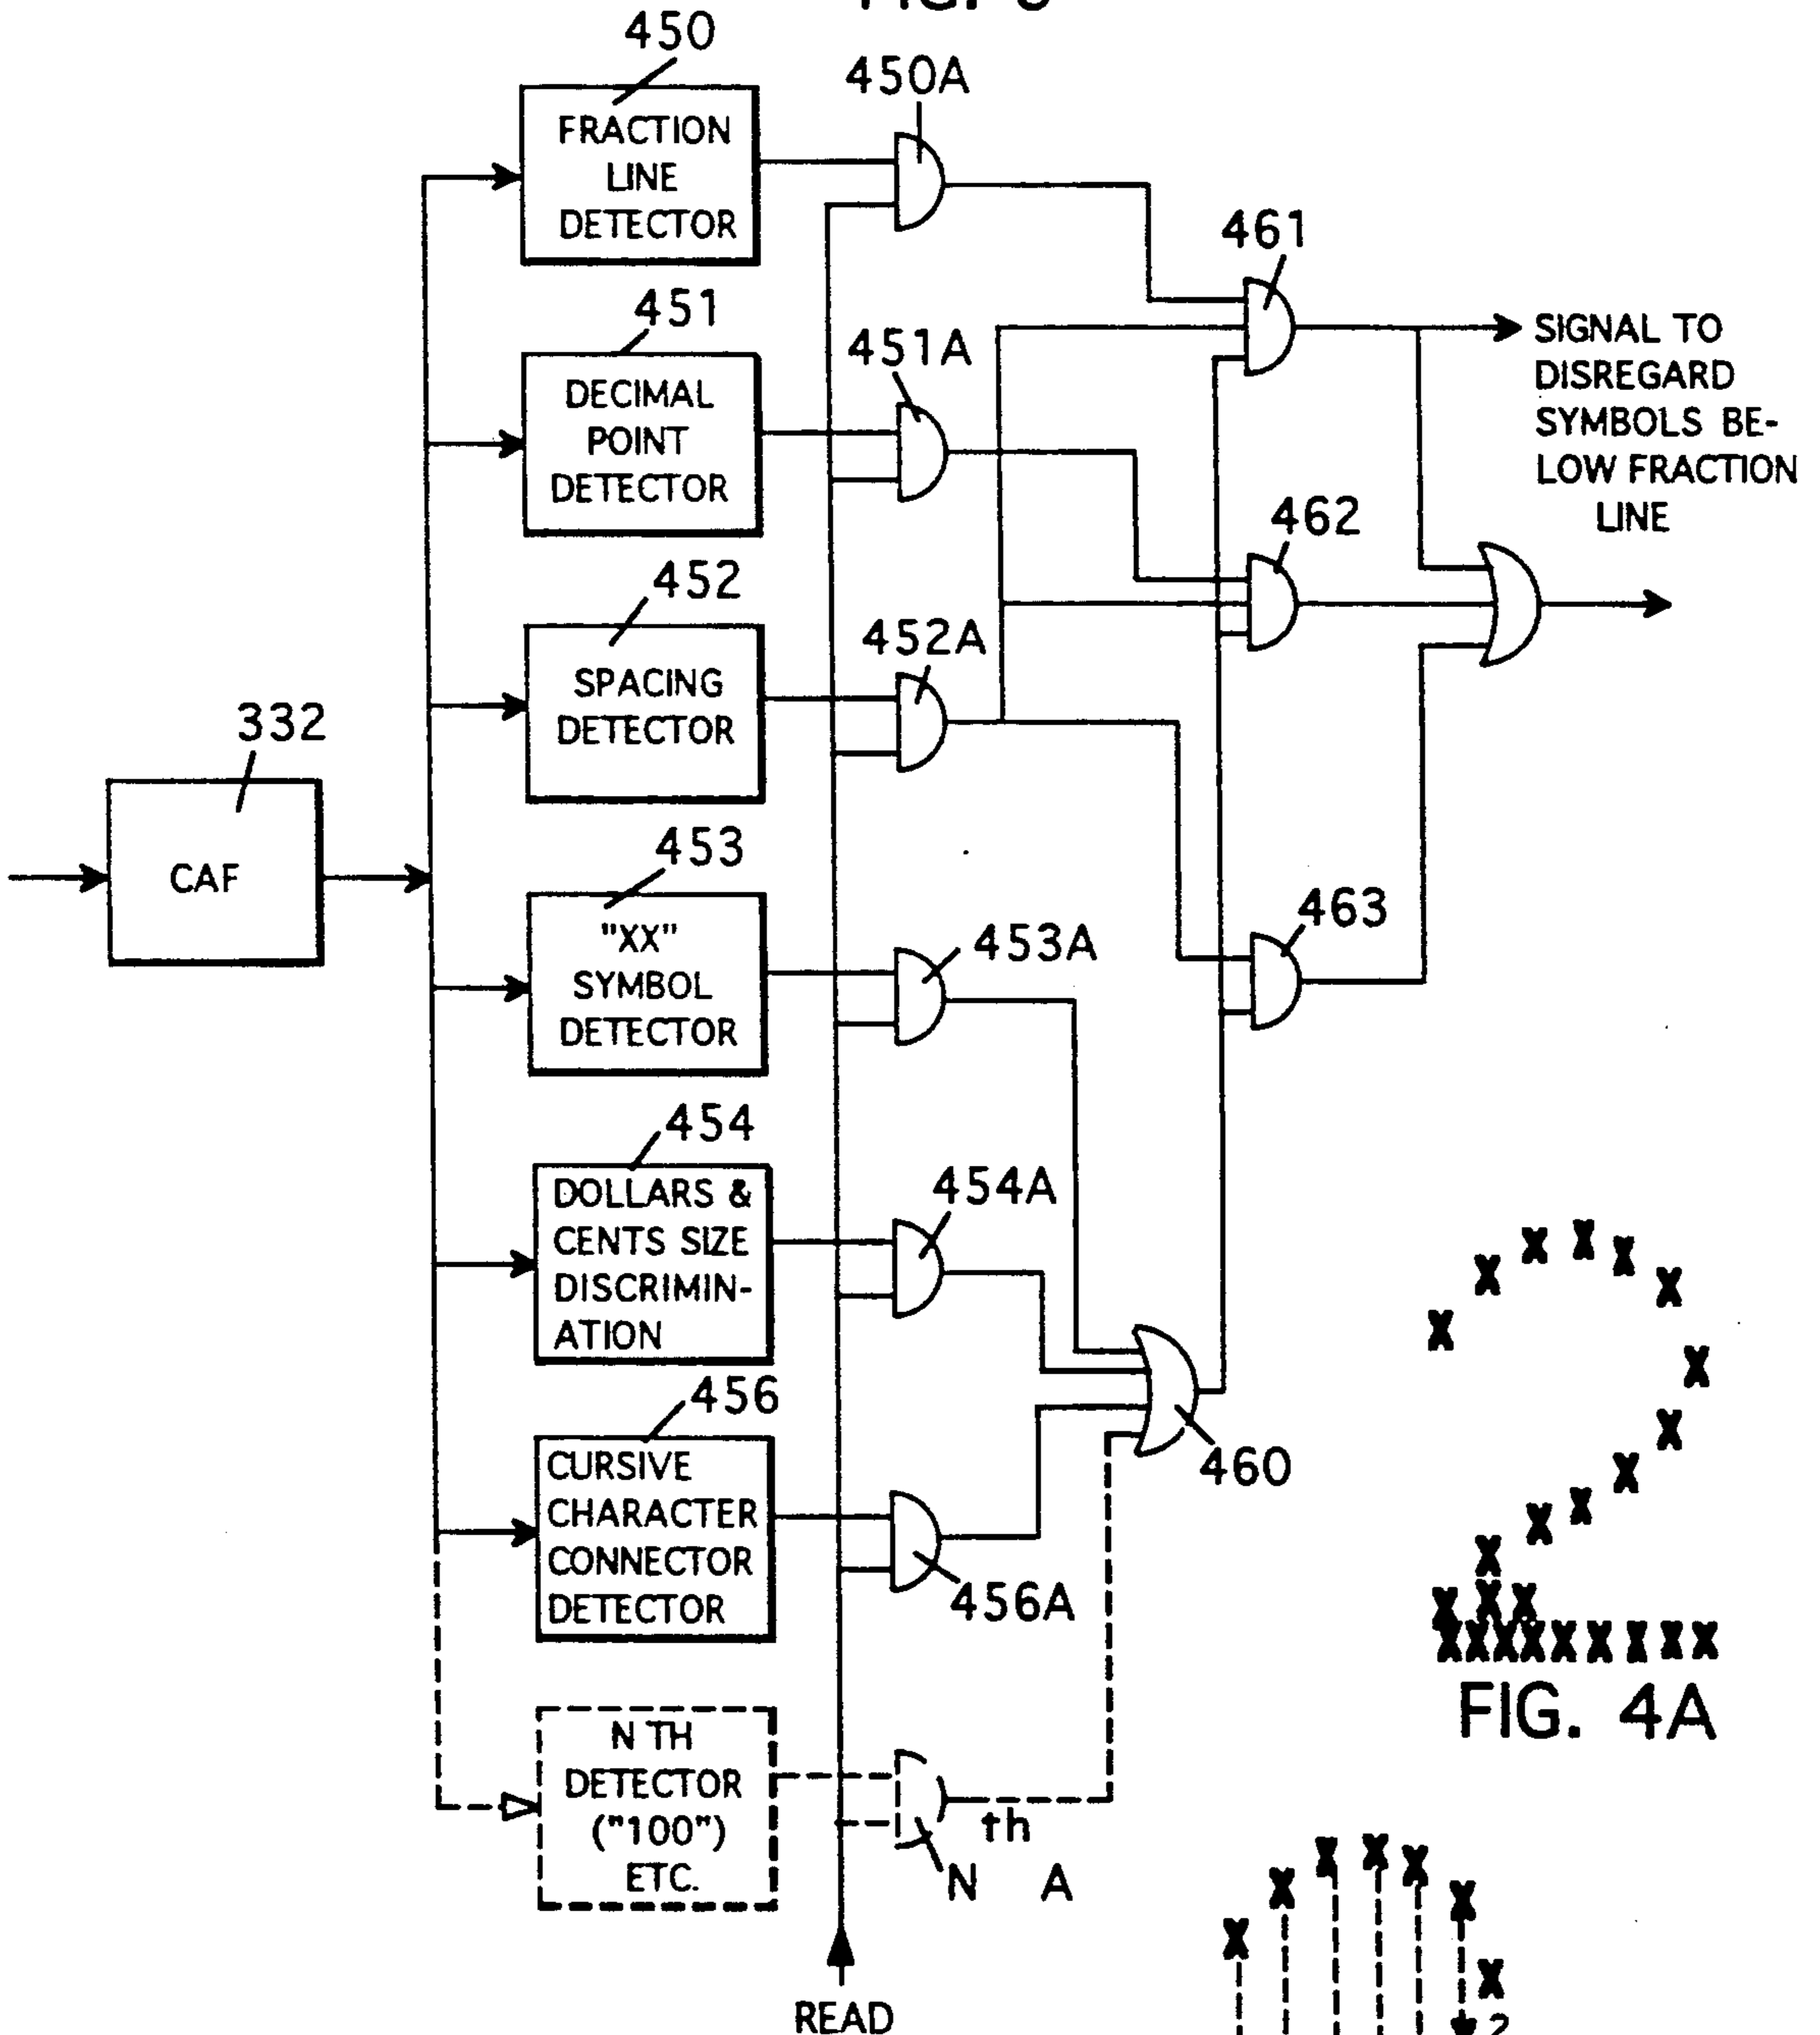 450
450A
FRACTION
LINE
DETECTOR
461
SIGNAL TO
DISREGARD
SYMBOLS BE-
LOW FRACTION
LINE
451
451A
DECIMAL
POINT
DETECTOR
462
452
452A
SPACING
DETECTOR
332
CAF
453
453A
"XX"
SYMBOL
DETECTOR
463
454
454A
DOLLARS &
CENTS SIZE
DISCRIMIN-
ATION
456
460
CURSIVE
CHARACTER
CONNECTOR
DETECTOR
456A
N TH
DETECTOR
("100")
ETC.
th
N A
READ
X X X X X X X X X X X X X X X X X
X X X X X X X X X
FIG. 4A
X X X X X X X
2